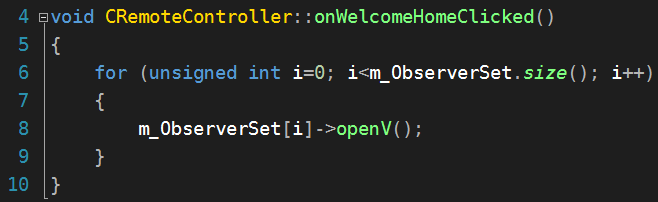 4 void CRemoteController::onWelcomeHomeClicked()
5 {
6 for (unsigned int i=0; i<m_ObserverSet.size(); i++)
7 {
8 m_ObserverSet[i]->openV();
9 }
10 }